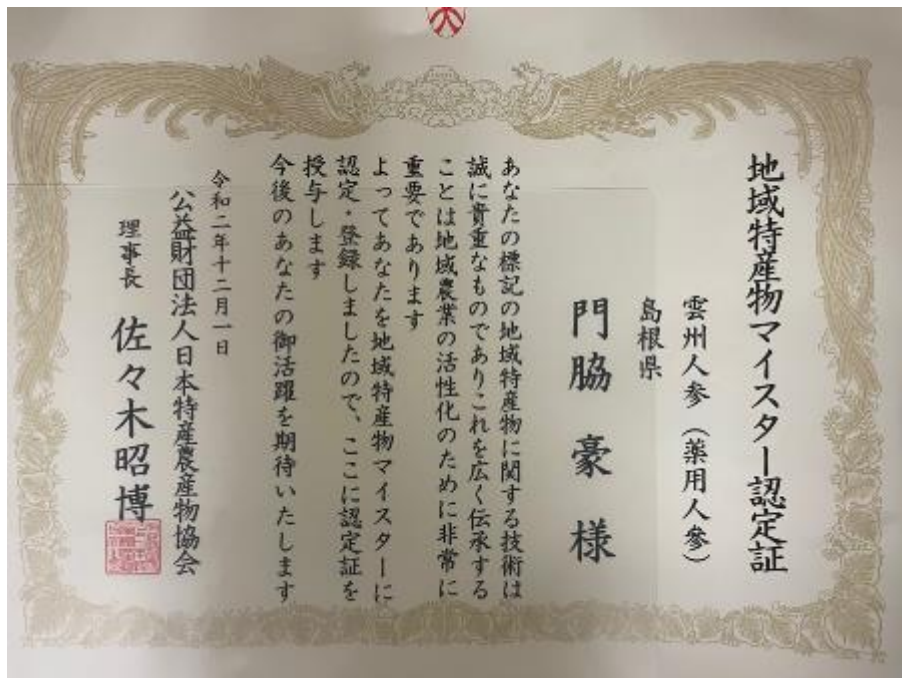 地域特産物マイスター認定証
雲州人参（薬用人参）
島根県
門脇 豪 様
あなたの標記の地域特産物に関する技術は
誠に貴重なものでありこれを広く伝承する
ことは地域農業の活性化のために非常に
重要であります
よってあなたを地域特産物マイスターに
認定・登録しましたので、ここに認定証を
授与します
今後のあなたの御活躍を期待いたします
令和二年十二月一日
公益財団法人日本特産農産物協会
理事長 佐々木昭博